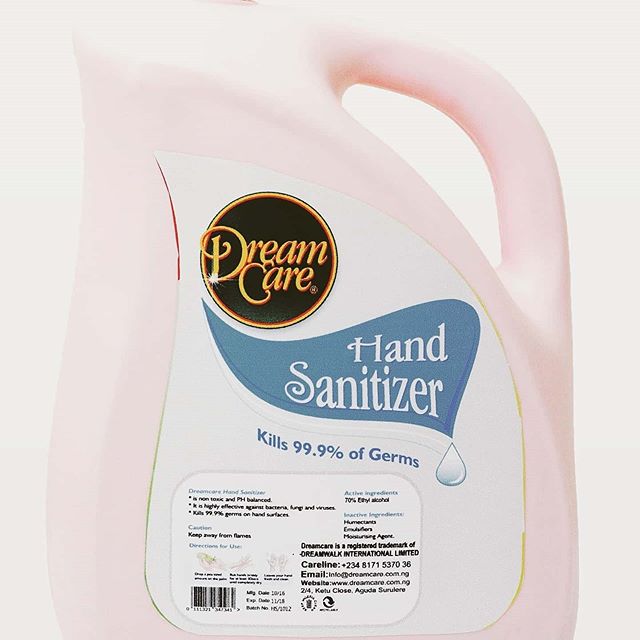 Dream
Care ®
Hand
Sanitizer
Kills 99.9% of Germs
Dreamcare Hand Sanitizer
* is non toxic and PH balanced.
* It is highly effective against bacteria, fungi and viruses.
* Kills 99.9% germs on hand surfaces.
Caution
Keep away from flames
Directions for Use:
Mfg. Date 10/16
Exp. Date 11/18
Batch No. HS/1012
Active ingredients
70% Ethyl alcohol
Inactive Ingredients:
Humectants
Emulsifiers
Moisturising Agent.
Dreamcare is a registered trademark of
DREAMWALK INTERNATIONAL LIMITED
Careline: +234 8171 5370 36
Email: info@dreamcare.com.ng
Website: www.dreamcare.com.ng
2/4, Ketu Close, Aguda Surulere